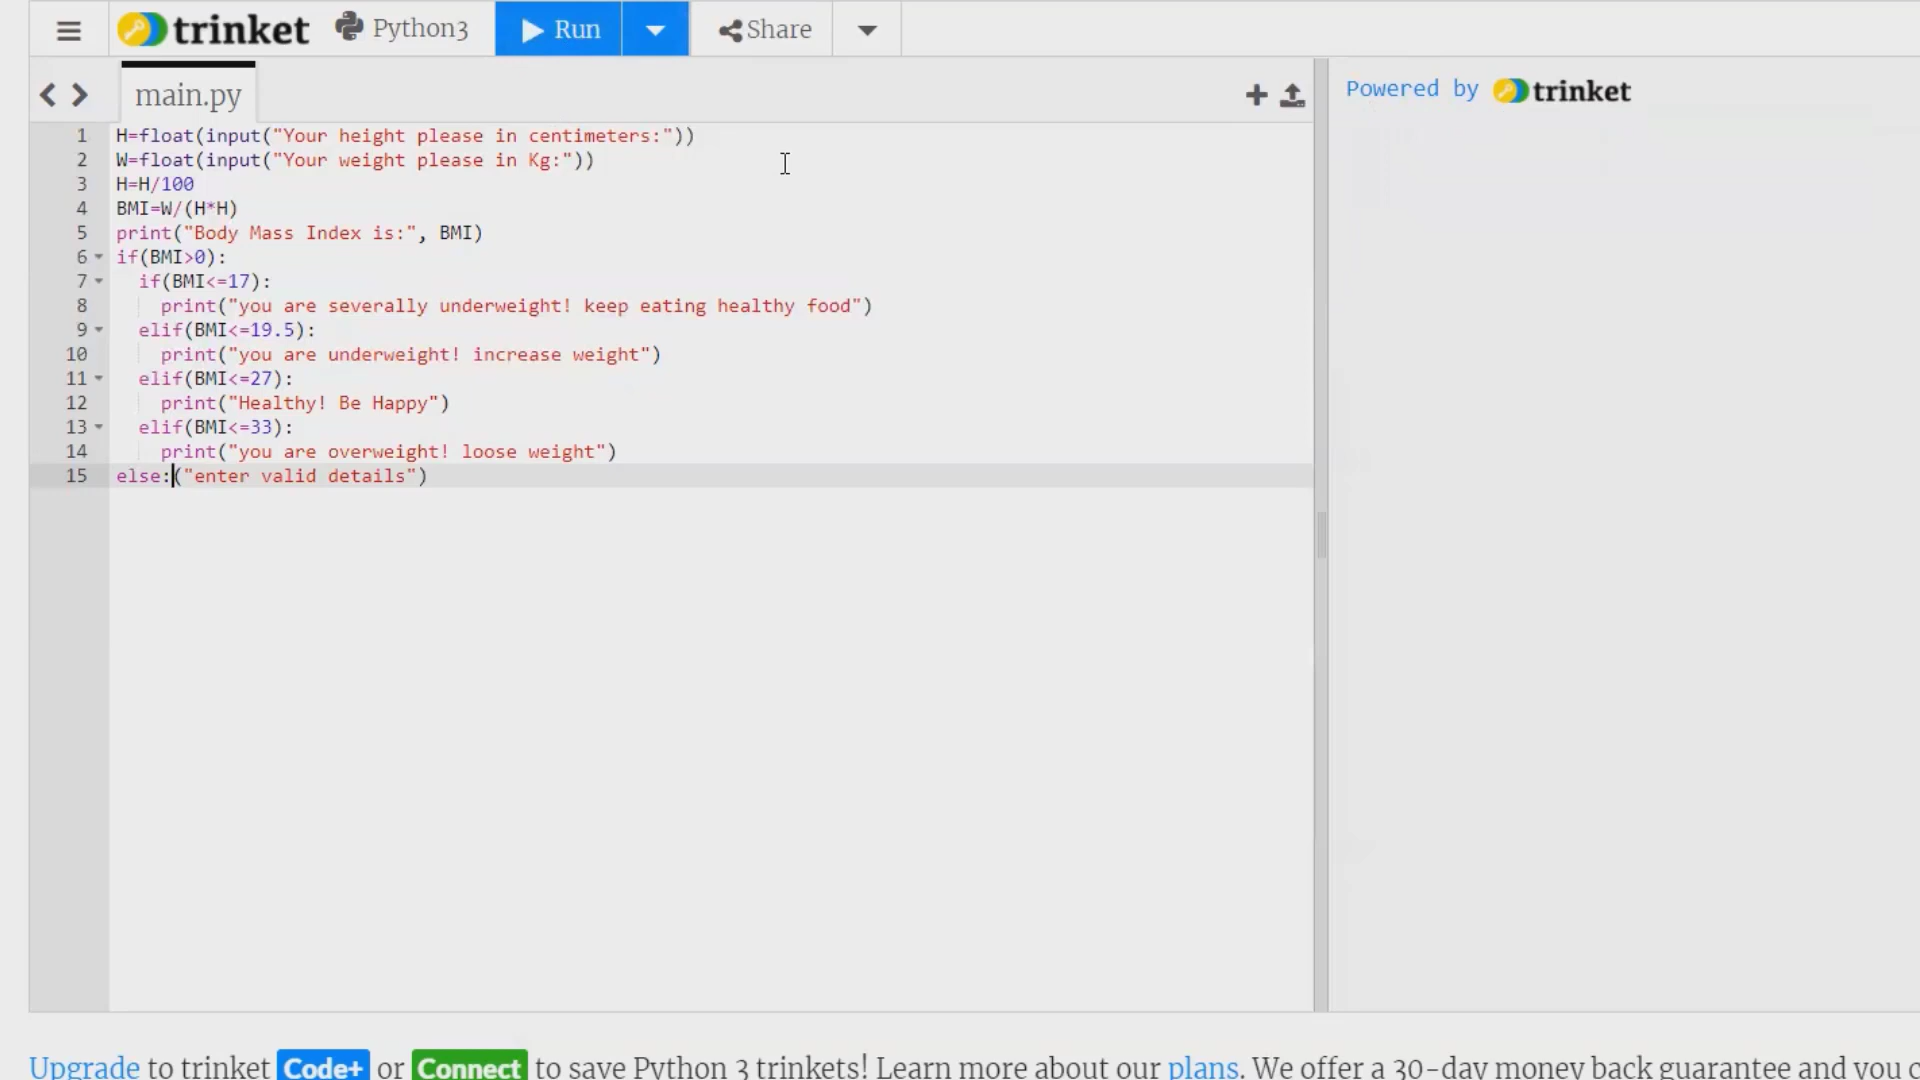 trinket Python3 Run Share
main.py
Powered by trinket
1 H=float(input("Your height please in centimeters:"))
2 W=float(input("Your weight please in Kg:"))
3 H=H/100
4 BMI=W/(H*H)
5 print("Body Mass Index is:", BMI)
6 if(BMI>0):
7 if(BMI<=17):
8 print("you are severally underweight! keep eating healthy food")
9 elif(BMI<=19.5):
10 print("you are underweight! increase weight")
11 elif(BMI<=27):
12 print("Healthy! Be Happy")
13 elif(BMI<=33):
14 print("you are overweight! loose weight")
15 else:("enter valid details")
Upgrade to trinket Code+ or Connect to save Python 3 trinkets! Learn more about our plans. We offer a 30-day money back guarantee and you